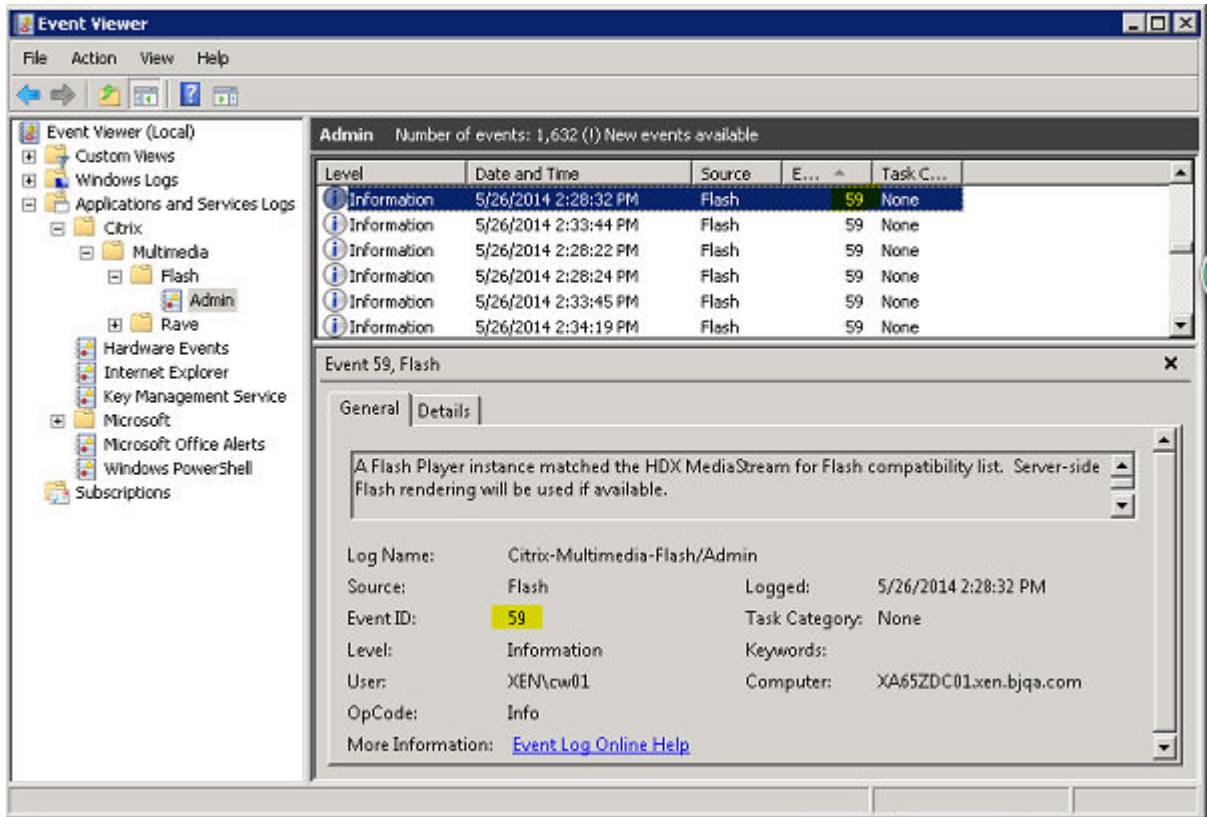 Event Viewer
File Action View Help
Event Viewer (Local)
Custom Views
Windows Logs
Applications and Services Logs
Citrix
Multimedia
Flash
Admin
Rave
Hardware Events
Internet Explorer
Key Management Service
Microsoft
Microsoft Office Alerts
Windows PowerShell
Subscriptions
Admin Number of events: 1,632 (!) New events available
Level Date and Time Source E... Task C...
Information 5/26/2014 2:28:32 PM Flash 59 None
Information 5/26/2014 2:33:44 PM Flash 59 None
Information 5/26/2014 2:28:22 PM Flash 59 None
Information 5/26/2014 2:28:24 PM Flash 59 None
Information 5/26/2014 2:33:45 PM Flash 59 None
Information 5/26/2014 2:34:19 PM Flash 59 None
Event 59, Flash
General Details
A Flash Player instance matched the HDX MediaStream for Flash compatibility list. Server-side
Flash rendering will be used if available.
Log Name: Citrix-Multimedia-Flash/Admin
Source: Flash Logged: 5/26/2014 2:28:32 PM
Event ID: 59 Task Category: None
Level: Information Keywords:
User: XEN\cw01 Computer: XA65ZDC01.xen.bjqa.com
OpCode: Info
More Information: Event Log Online Help